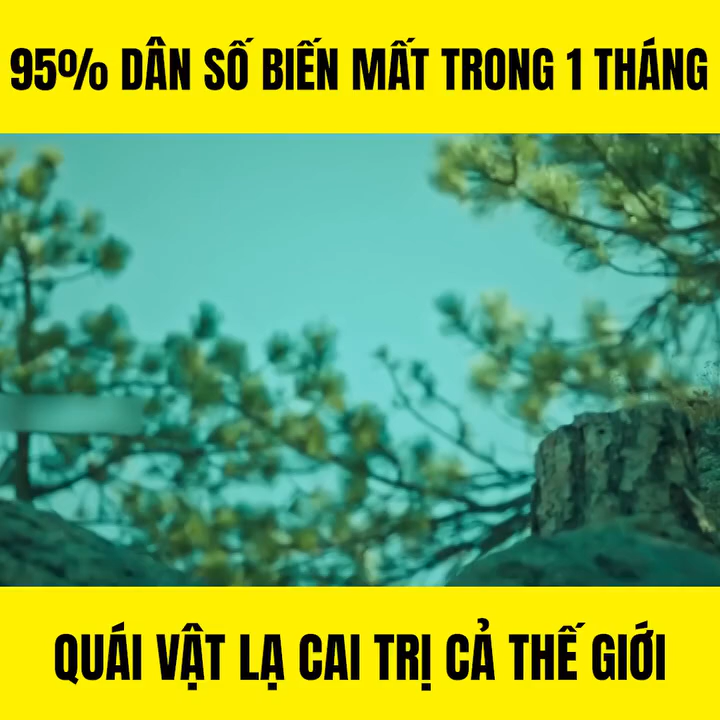 95% DÂN SỐ BIẾN MẤT TRONG 1 THÁNG
QUÁI VẬT LẠ CAI TRỊ CẢ THẾ GIỚI